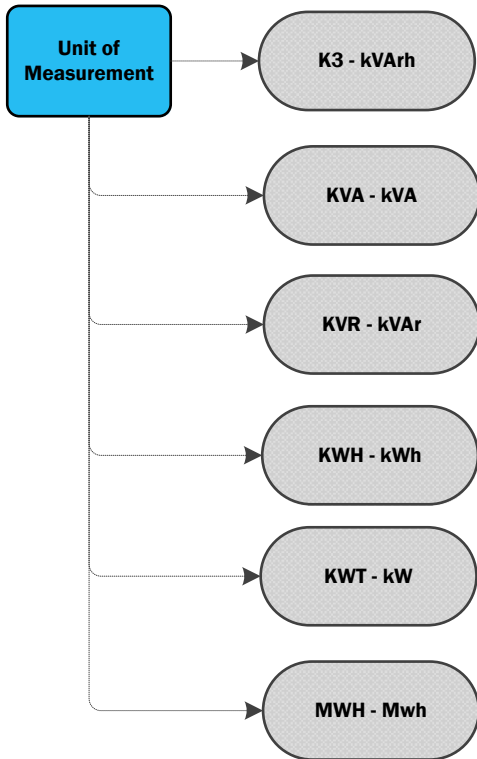 Unit of
Measurement
K3 - kVArh
KVA - kVA
KVR - kVAr
KWH - kWh
KWT - kW
MWH - Mwh